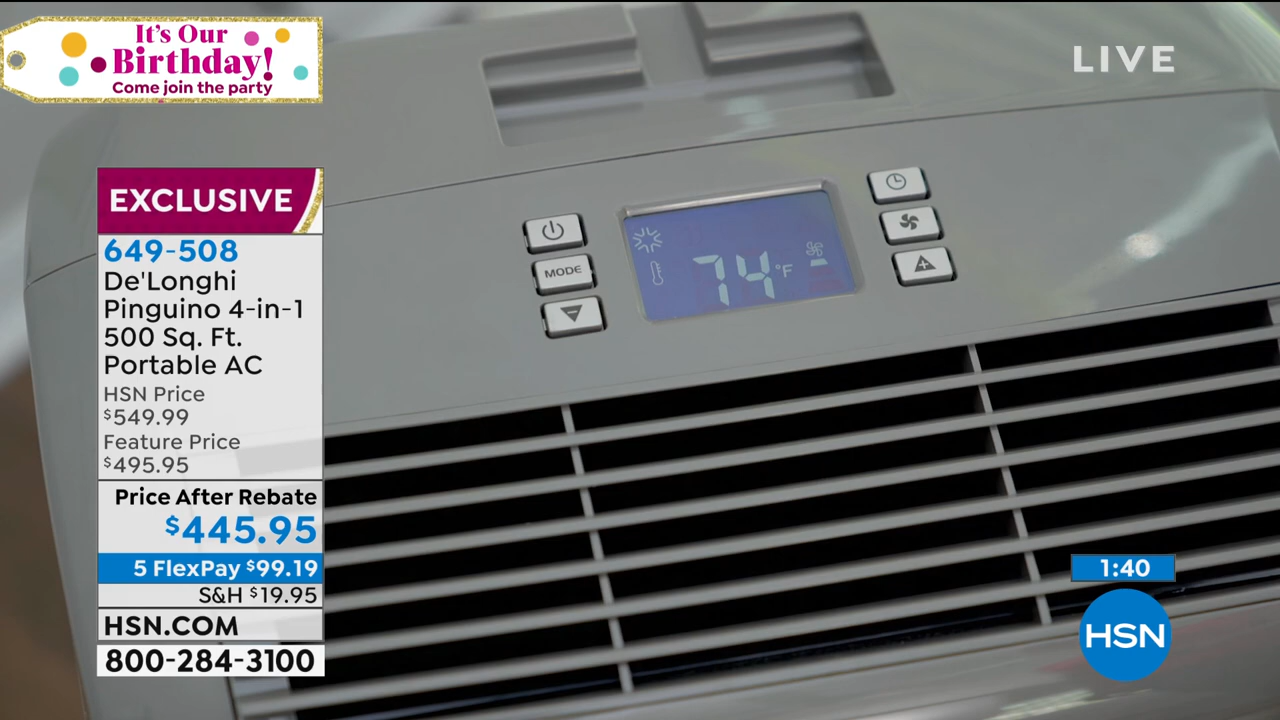 It's Our
Birthday!
Come join the party
LIVE
EXCLUSIVE
649-508
De'Longhi
Pinguino 4-in-1
500 Sq. Ft.
Portable AC
HSN Price
$549.99
Feature Price
$495.95
Price After Rebate
$445.95
5 FlexPay $99.19
S&H $19.95
HSN.COM
800-284-3100
MODE
74°F
1:40
HSN